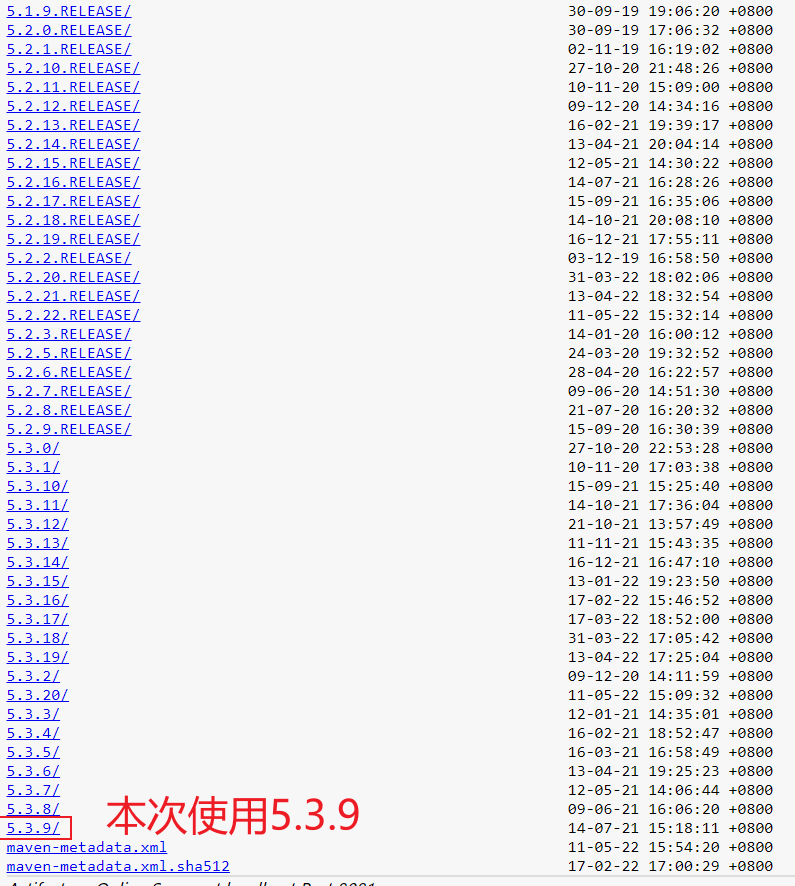 5.1.9.RELEASE/ 30-09-19 19:06:20 +0800
5.2.0.RELEASE/ 30-09-19 17:06:32 +0800
5.2.1.RELEASE/ 02-11-19 16:19:02 +0800
5.2.10.RELEASE/ 27-10-20 21:48:26 +0800
5.2.11.RELEASE/ 10-11-20 15:09:00 +0800
5.2.12.RELEASE/ 09-12-20 14:34:16 +0800
5.2.13.RELEASE/ 16-02-21 19:39:17 +0800
5.2.14.RELEASE/ 13-04-21 20:04:14 +0800
5.2.15.RELEASE/ 12-05-21 14:30:22 +0800
5.2.16.RELEASE/ 14-07-21 16:28:26 +0800
5.2.17.RELEASE/ 15-09-21 16:35:06 +0800
5.2.18.RELEASE/ 14-10-21 20:08:10 +0800
5.2.19.RELEASE/ 16-12-21 17:55:11 +0800
5.2.2.RELEASE/ 03-12-19 16:58:50 +0800
5.2.20.RELEASE/ 31-03-22 18:02:06 +0800
5.2.21.RELEASE/ 13-04-22 18:32:54 +0800
5.2.22.RELEASE/ 11-05-22 15:32:14 +0800
5.2.3.RELEASE/ 14-01-20 16:00:12 +0800
5.2.5.RELEASE/ 24-03-20 19:32:52 +0800
5.2.6.RELEASE/ 28-04-20 16:22:57 +0800
5.2.7.RELEASE/ 09-06-20 14:51:30 +0800
5.2.8.RELEASE/ 21-07-20 16:20:32 +0800
5.2.9.RELEASE/ 15-09-20 16:30:39 +0800
5.3.0/ 27-10-20 22:53:28 +0800
5.3.1/ 10-11-20 17:03:38 +0800
5.3.10/ 15-09-21 15:25:40 +0800
5.3.11/ 14-10-21 17:36:04 +0800
5.3.12/ 21-10-21 13:57:49 +0800
5.3.13/ 11-11-21 15:43:35 +0800
5.3.14/ 16-12-21 16:47:10 +0800
5.3.15/ 13-01-22 19:23:50 +0800
5.3.16/ 17-02-22 15:46:52 +0800
5.3.17/ 17-03-22 18:52:00 +0800
5.3.18/ 31-03-22 17:05:42 +0800
5.3.19/ 13-04-22 17:25:04 +0800
5.3.2/ 09-12-20 14:11:59 +0800
5.3.20/ 11-05-22 15:09:32 +0800
5.3.3/ 12-01-21 14:35:01 +0800
5.3.4/ 16-02-21 18:52:47 +0800
5.3.5/ 16-03-21 16:58:49 +0800
5.3.6/ 13-04-21 19:25:23 +0800
5.3.7/ 12-05-21 14:06:44 +0800
5.3.8/ 09-06-21 16:06:20 +0800
本次使用5.3.9
5.3.9/ 14-07-21 15:18:11 +0800
maven-metadata.xml 11-05-22 15:54:20 +0800
maven-metadata.xml.sha512 17-02-22 17:00:29 +0800